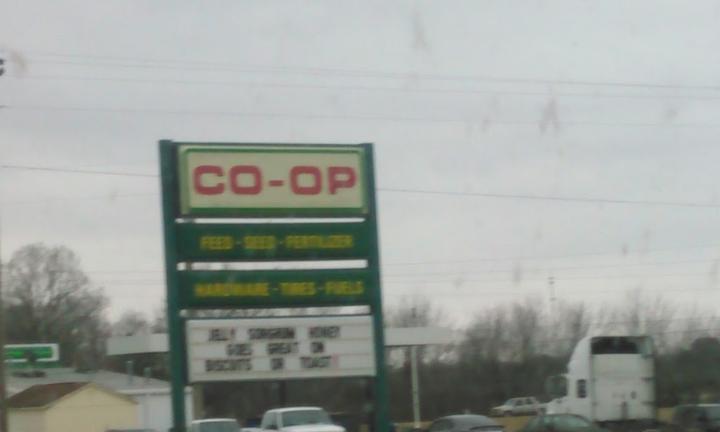 CO-OP
FEED - SEED - FERTILIZER
HARDWARE - TIRES - FUELS
JELLY SORGHUM HONEY
GOES GREAT ON
BISCUITS OR TOAST!